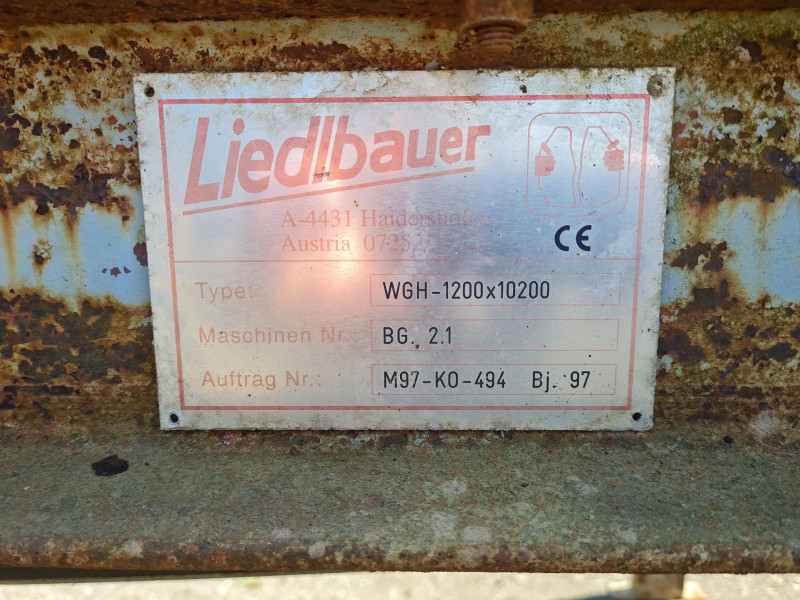 Liedlbauer
A-4431 Haidershofen
Austria
CE
Type: WGH-1200x10200
Maschinen Nr.: BG. 2.1
Auftrag Nr.: M97-KO-494 Bj. 97